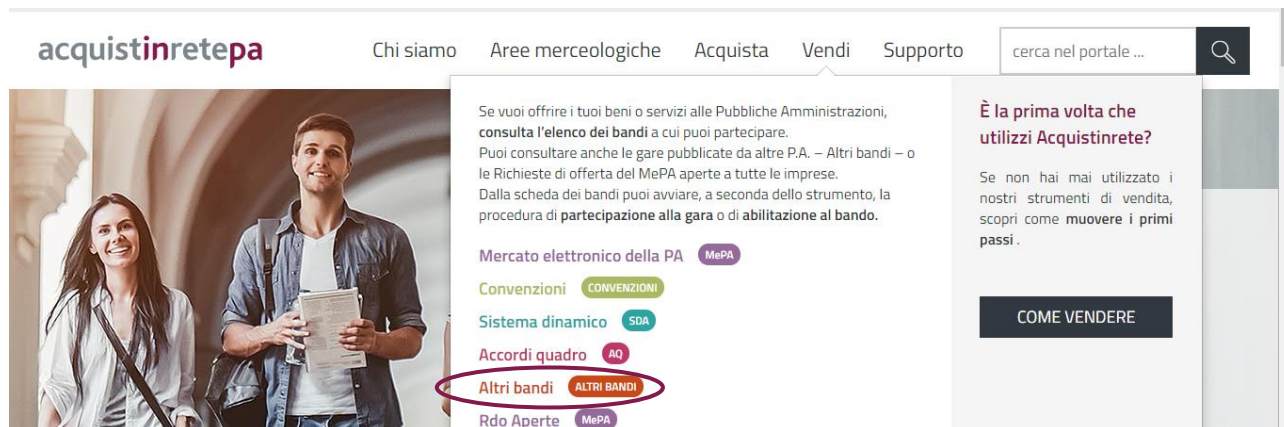 acquistinretepa
Chi siamo Aree merceologiche Acquista Vendi Supporto cerca nel portale ...
Se vuoi offrire i tuoi beni o servizi alle Pubbliche Amministrazioni,
consulta l'elenco dei bandi a cui puoi partecipare.
Puoi consultare anche le gare pubblicate da altre P.A. – Altri bandi – o
le Richieste di offerta del MePA aperte a tutte le imprese.
Dalla scheda dei bandi puoi avviare, a seconda dello strumento, la
procedura di partecipazione alla gara o di abilitazione al bando.
Mercato elettronico della PA MePA
Convenzioni CONVENZIONI
Sistema dinamico SDA
Accordi quadro AQ
Altri bandi ALTRI BANDI
Rdo Aperte MePA
È la prima volta che
utilizzi Acquistinrete?
Se non hai mai utilizzato i
nostri strumenti di vendita,
scopri come muovere i primi
passi .
COME VENDERE